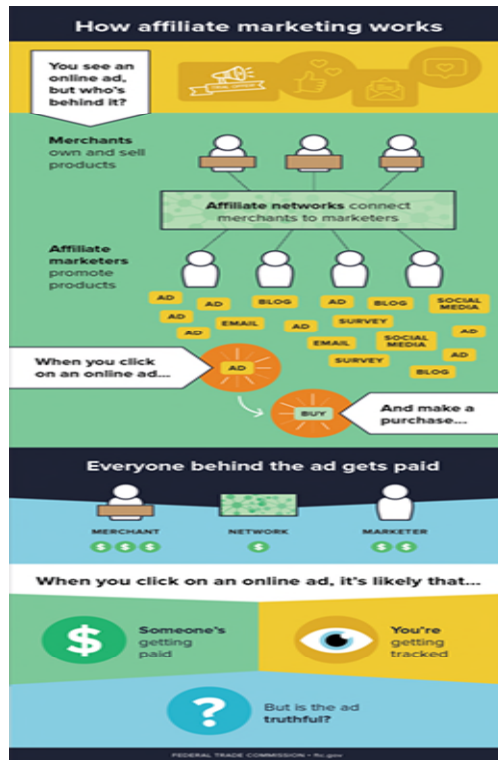 How affiliate marketing works
You see an
online ad,
but who's
behind it?
Merchants
own and sell
products
Affiliate networks connect
merchants to marketers
Affiliate
marketers
promote
products
AD
AD
BLOG
AD
BLOG
SOCIAL
MEDIA
AD
AD
EMAIL
AD
SURVEY
AD
EMAIL
SOCIAL
MEDIA
SURVEY
AD
BLOG
When you click
on an online ad...
AD
BUY
And make a
purchase...
Everyone behind the ad gets paid
MERCHANT
NETWORK
MARKETER
$ $ $
$
$ $
When you click on an online ad, it's likely that...
$
Someone's
getting
paid
You're
getting
tracked
?
But is the ad
truthful?
FEDERAL TRADE COMMISSION • ftc.gov